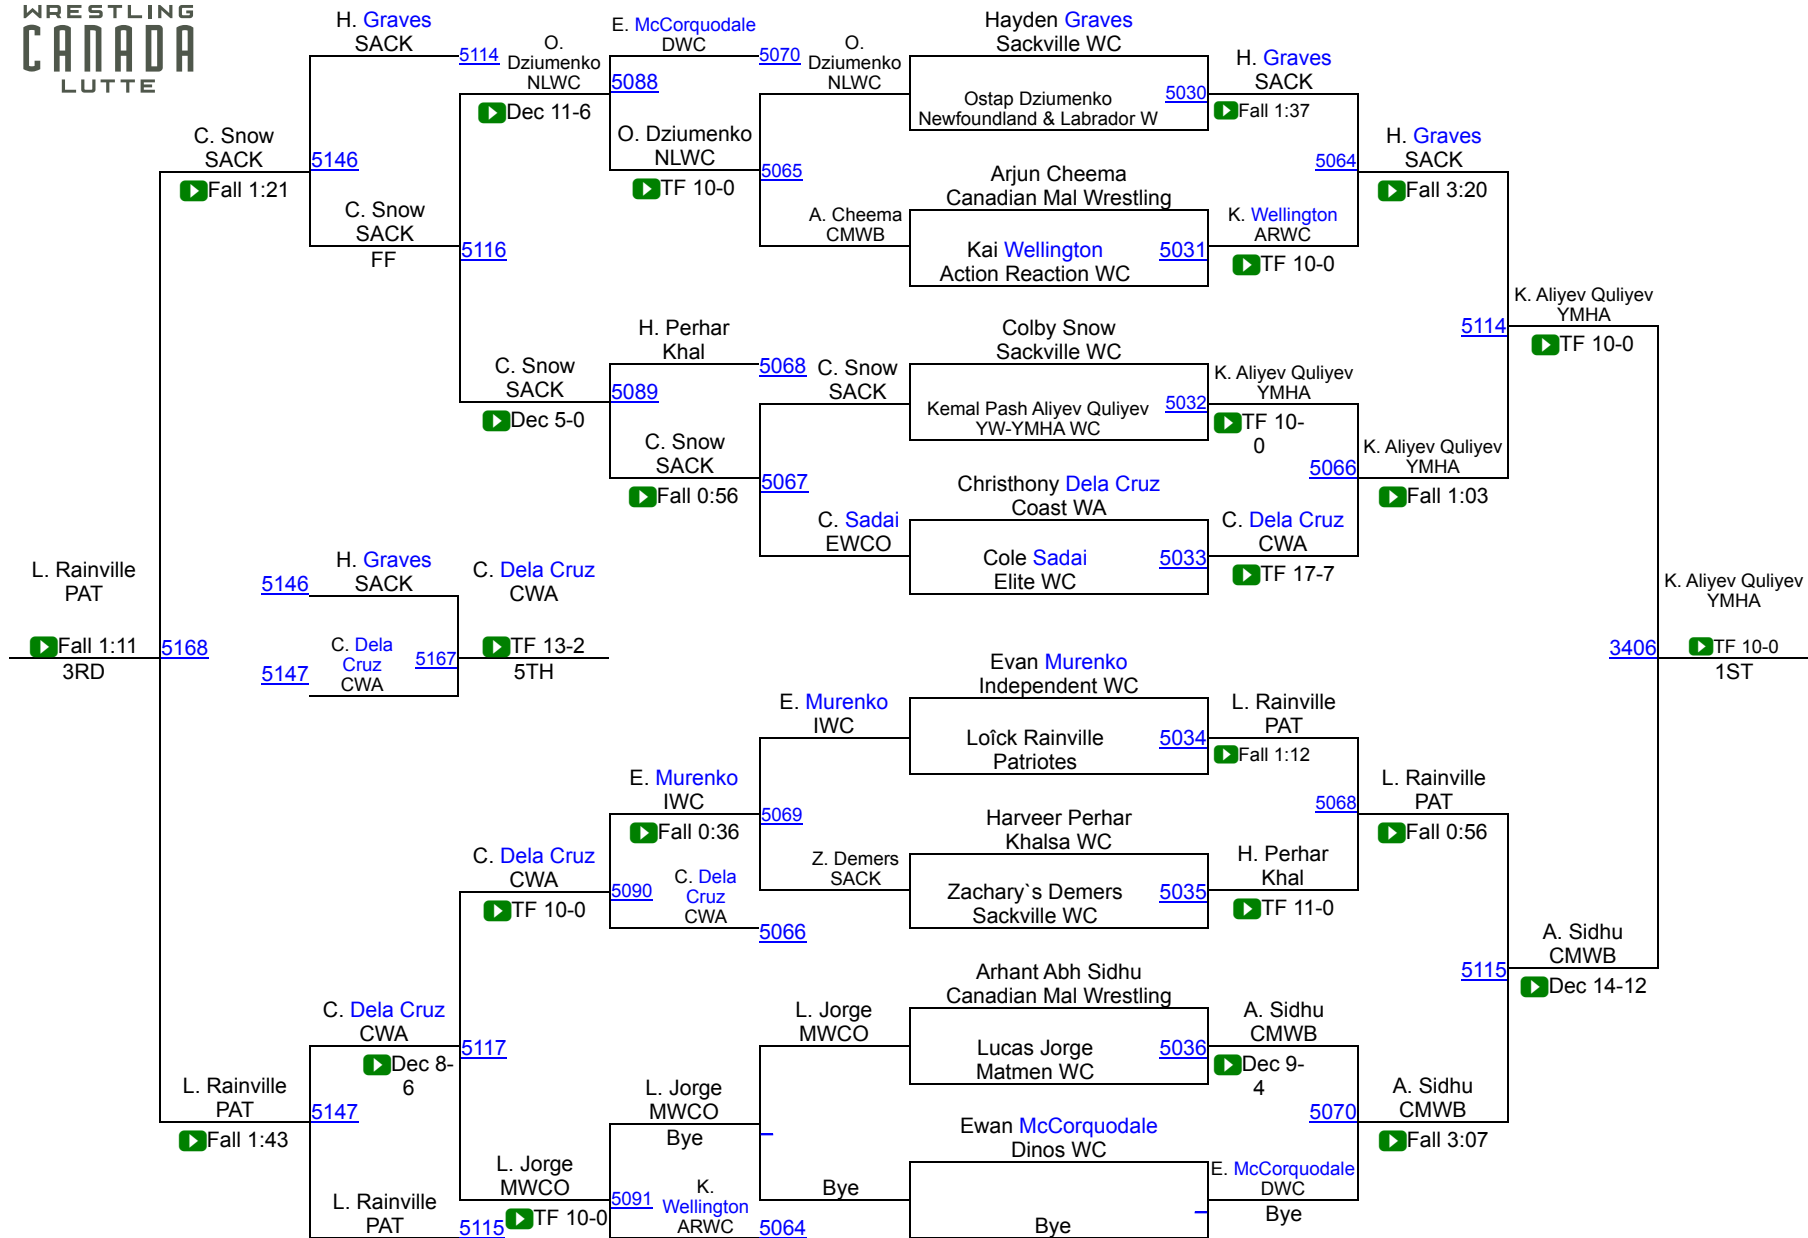 WRESTLING
CANADA
LUTTE
H. Graves
SACK
5114
O.
Dziumenko
NLWC
Dec 11-6
E. McCorquodale
DWC
5070
5088
O.
Dziumenko
NLWC
O. Dziumenko
NLWC
TF 10-0
5065
A. Cheema
CMWB
Hayden Graves
Sackville WC
Ostap Dziumenko
Newfoundland & Labrador W
5030
H. Graves
SACK
Fall 1:37
Arjun Cheema
Canadian Mal Wrestling
Kai Wellington
Action Reaction WC
5031
K. Wellington
ARWC
TF 10-0
5064
H. Graves
SACK
Fall 3:20
C. Snow
SACK
Fall 1:21
5146
C. Snow
SACK
FF
5116
C. Snow
SACK
Dec 5-0
H. Perhar
Khal
5068
5089
C. Snow
SACK
C. Snow
SACK
Fall 0:56
5067
C. Sadai
EWCO
Colby Snow
Sackville WC
Kemal Pash Aliyev Quliyev
YW-YMHA WC
5032
K. Aliyev Quliyev
YMHA
TF 10-
0
Christhony Dela Cruz
Coast WA
Cole Sadai
Elite WC
5033
C. Dela Cruz
CWA
TF 17-7
5066
K. Aliyev Quliyev
YMHA
Fall 1:03
5114
K. Aliyev Quliyev
YMHA
TF 10-0
L. Rainville
PAT
Fall 1:11
3RD
5168
5146
H. Graves
SACK
5147
C. Dela
Cruz
CWA
5167
C. Dela Cruz
CWA
TF 13-2
5TH
3406
K. Aliyev Quliyev
YMHA
TF 10-0
1ST
E. Murenko
IWC
Evan Murenko
Independent WC
Loîck Rainville
Patriotes
5034
L. Rainville
PAT
Fall 1:12
E. Murenko
IWC
Fall 0:36
5069
Z. Demers
SACK
Harveer Perhar
Khalsa WC
Zachary`s Demers
Sackville WC
5035
H. Perhar
Khal
TF 11-0
5068
L. Rainville
PAT
Fall 0:56
C. Dela Cruz
CWA
TF 10-0
5090
C. Dela
Cruz
CWA
5066
L. Jorge
MWCO
Arhant Abh Sidhu
Canadian Mal Wrestling
Lucas Jorge
Matmen WC
5036
A. Sidhu
CMWB
Dec 9-
4
5115
A. Sidhu
CMWB
Dec 14-12
C. Dela Cruz
CWA
Dec 8-
6
5117
L. Rainville
PAT
Fall 1:43
5147
L. Jorge
MWCO
Bye
Ewan McCorquodale
Dinos WC
Bye
Bye
E. McCorquodale
DWC
Bye
5070
A. Sidhu
CMWB
Fall 3:07
L. Rainville
PAT
5115
L. Jorge
MWCO
TF 10-0
5091
K.
Wellington
ARWC
5064